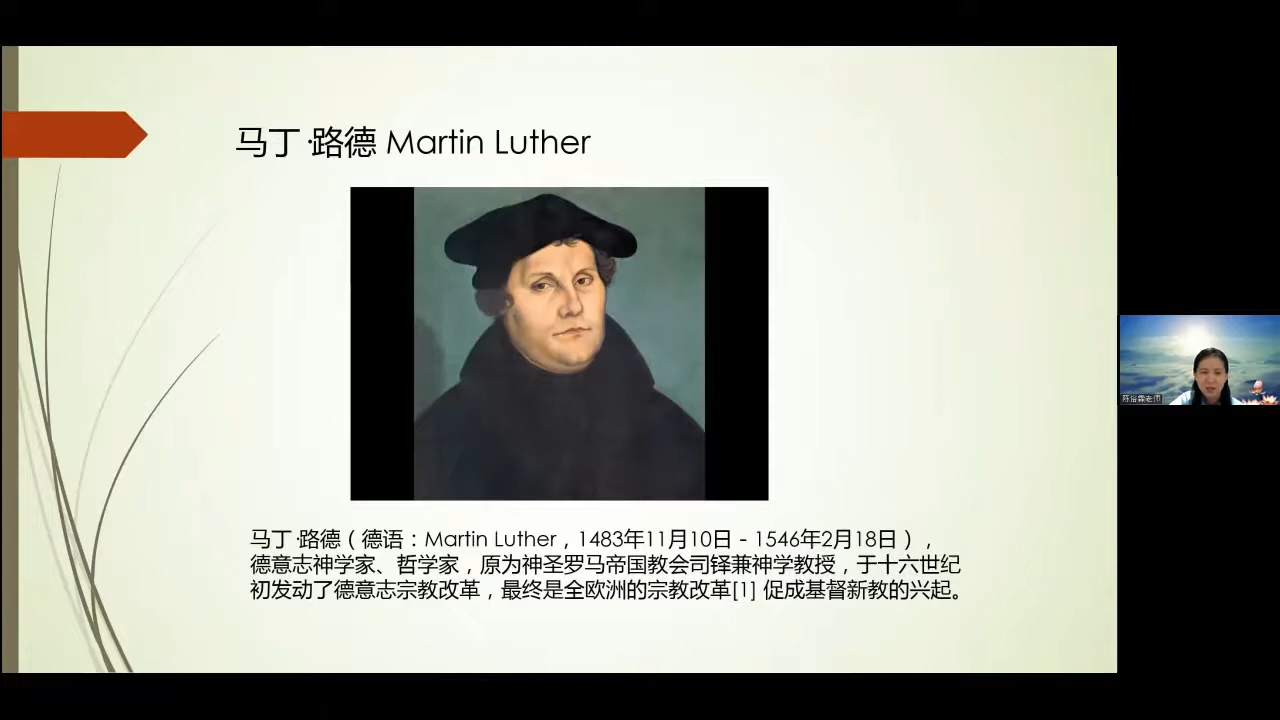 马丁·路德 Martin Luther
马丁·路德（德语：Martin Luther，1483年11月10日 - 1546年2月18日），
德意志神学家、哲学家，原为神圣罗马帝国教会司铎兼神学教授，于十六世纪
初发动了德意志宗教改革，最终是全欧洲的宗教改革[1] 促成基督新教的兴起。
陈俗霖老师